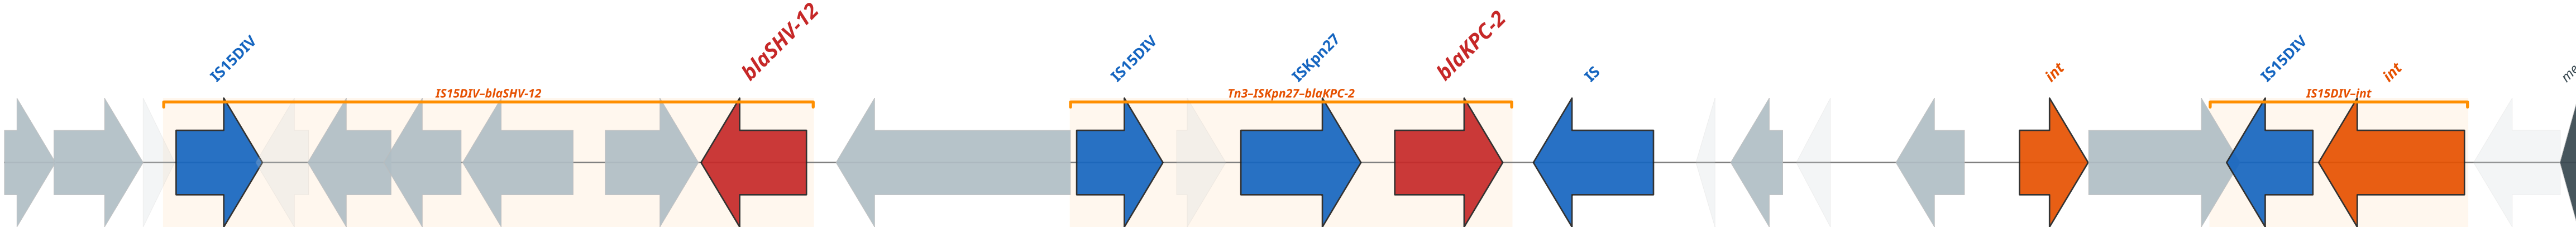 IS15DIV
IS15DIV–blaSHV-12
blaSHV-12
IS15DIV
Tn3–ISKpn27–blaKPC-2
ISKpn27
blaKPC-2
IS
int
IS15DIV
IS15DIV–int
int